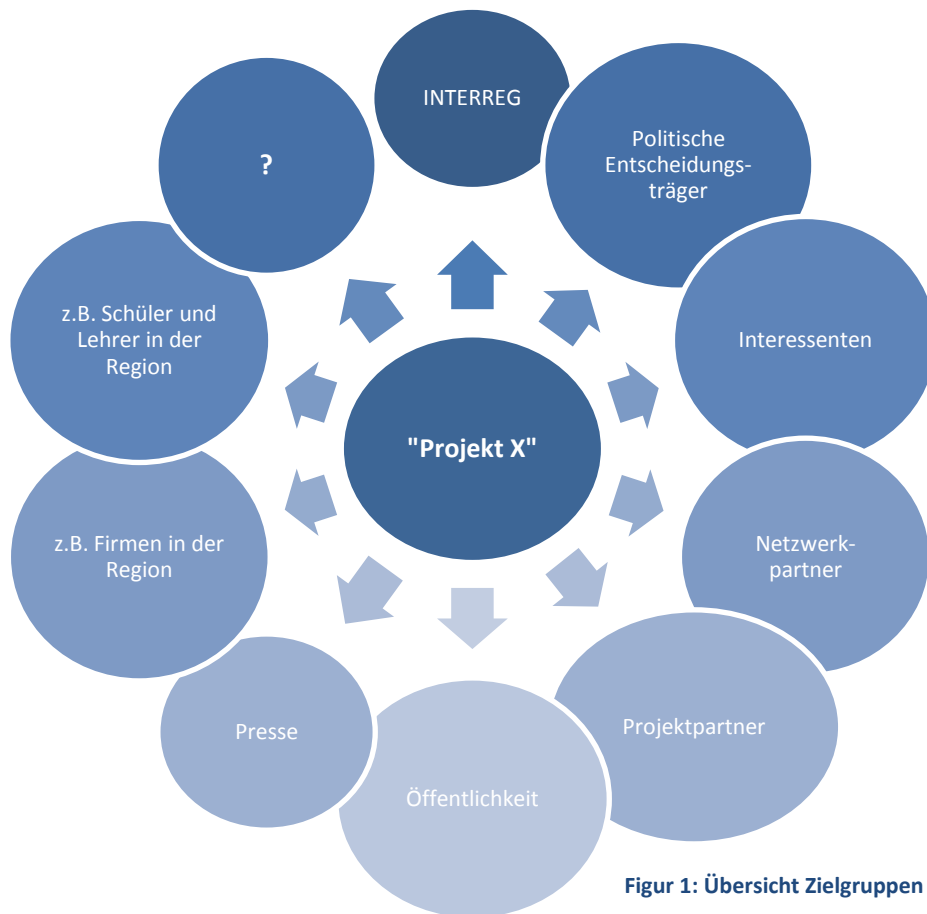 INTERREG
Politische
Entscheidungs-
träger
Interessenten
Netzwerk-
partner
Projektpartner
Öffentlichkeit
Presse
z.B. Firmen in der
Region
z.B. Schüler und
Lehrer in der
Region
?
"Projekt X"
Figur 1: Übersicht Zielgruppen